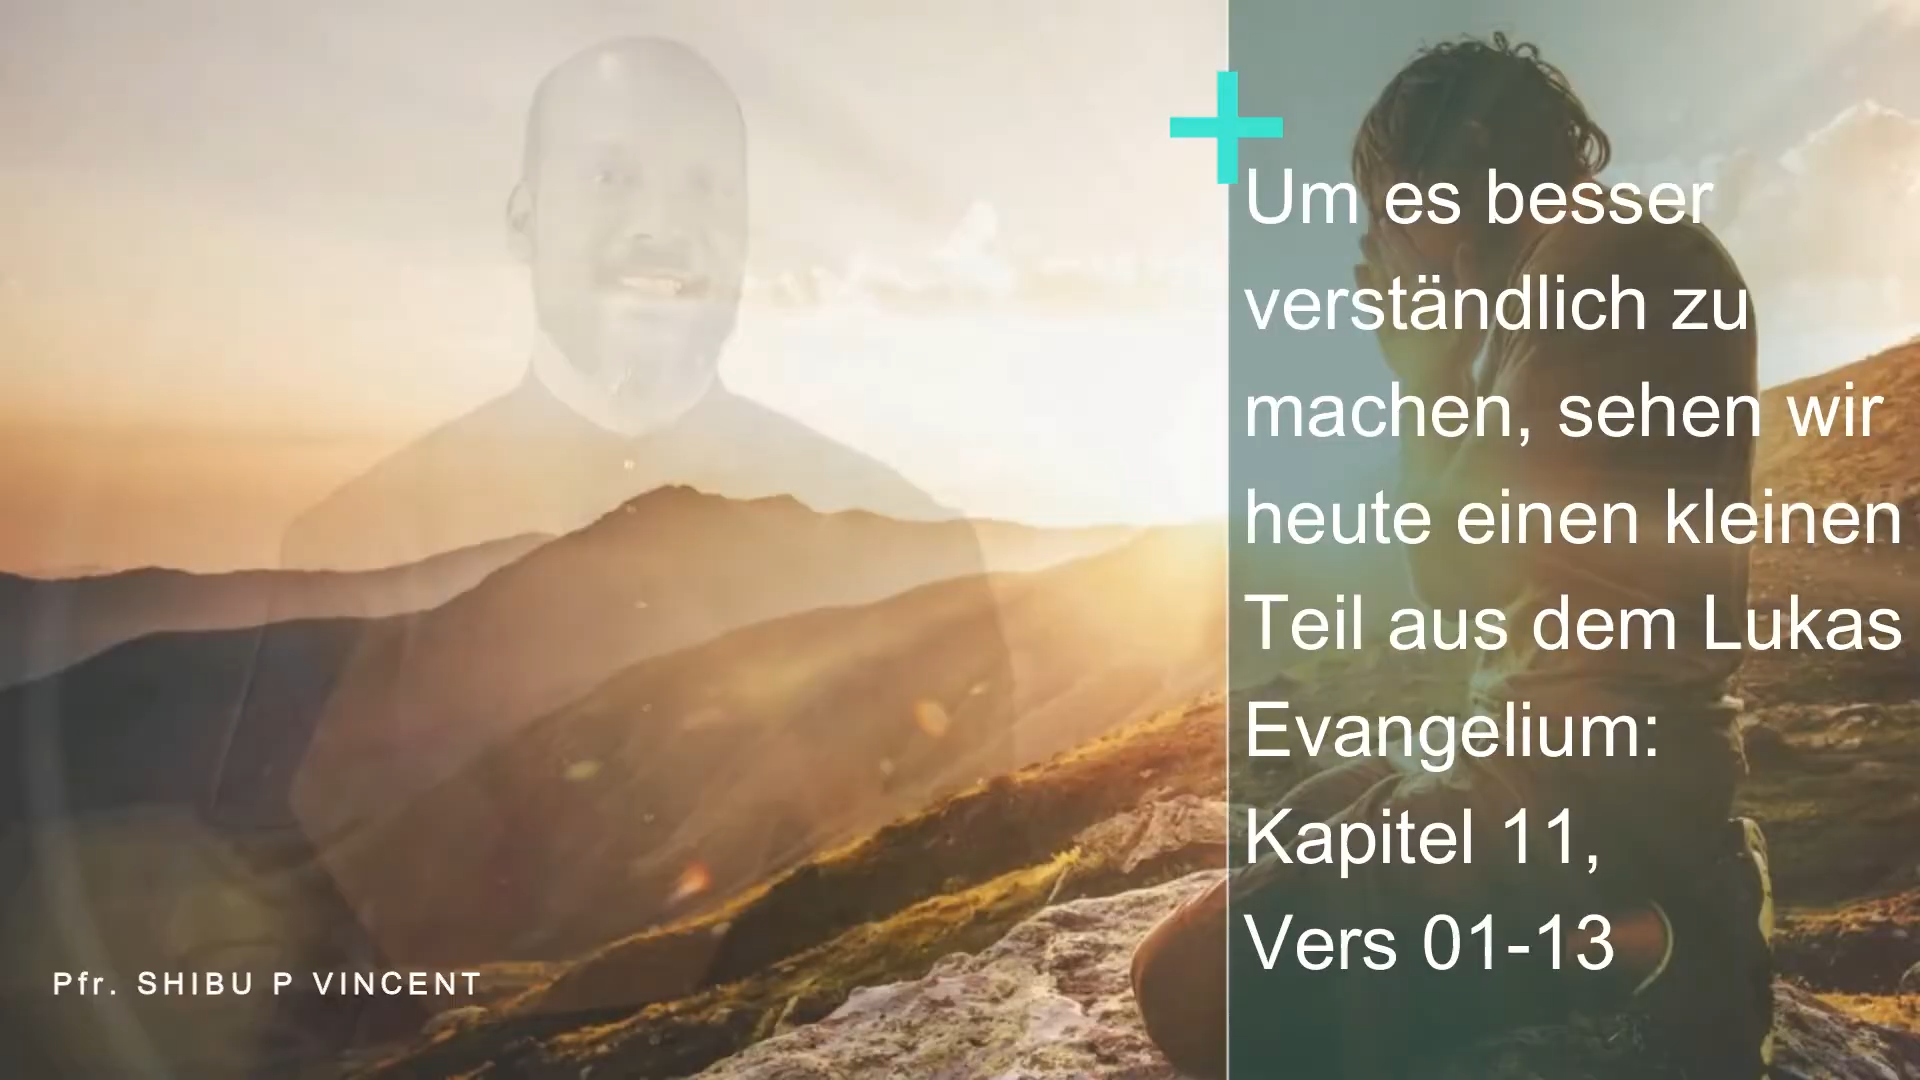 Um es besser
verständlich zu
machen, sehen wir
heute einen kleinen
Teil aus dem Lukas
Evangelium:
Kapitel 11,
Vers 01-13
Pfr. SHIBU P VINCENT